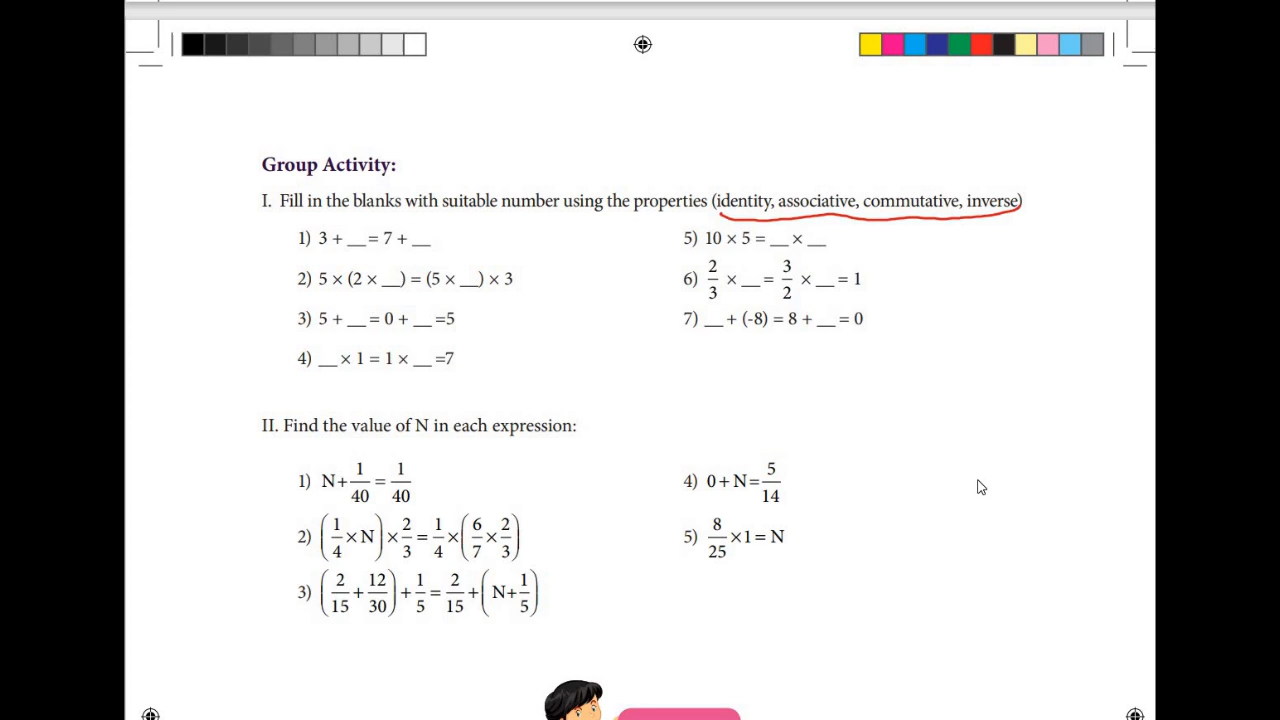 Group Activity:
I. Fill in the blanks with suitable number using the properties (identity, associative, commutative, inverse)
1) 3 + __ = 7 + __
2) 5 × (2 × __) = (5 × __) × 3
3) 5 + __ = 0 + __ =5
4) __ × 1 = 1 × __ =7
5) 10 × 5 = __ × __
6) 2/3 × __ = 3/2 × __ = 1
7) __ + (-8) = 8 + __ = 0
II. Find the value of N in each expression:
1) N+1/40 = 1/40
2) (1/4 × N) × 2/3 = 1/4 × (6/7 × 2/3)
3) (2/15 + 12/30) + 1/5 = 2/15 + (N+1/5)
4) 0+N=5/14
5) 8/25 ×1= N